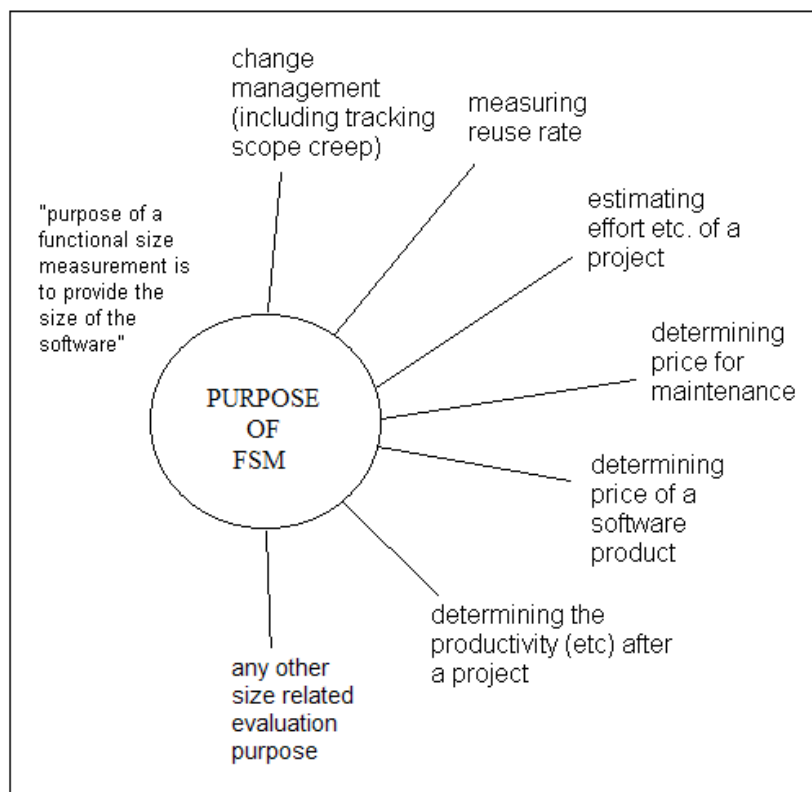 change
management
(including tracking
scope creep)
measuring
reuse rate
"purpose of a
functional size
measurement is
to provide the
size of the
software"
estimating
effort etc. of a
project
determining
price for
maintenance
PURPOSE
OF
FSM
determining
price of a
software
product
determining the
productivity (etc) after
a project
any other
size related
evaluation
purpose